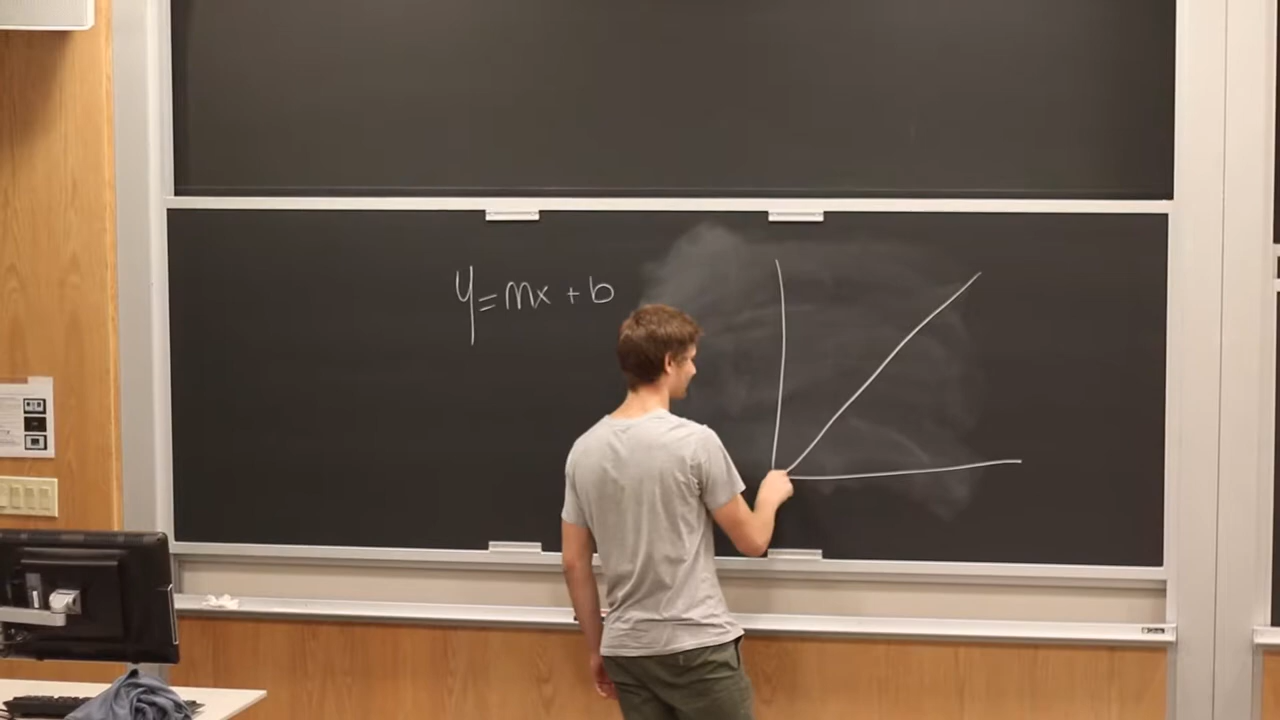 y = mx + b